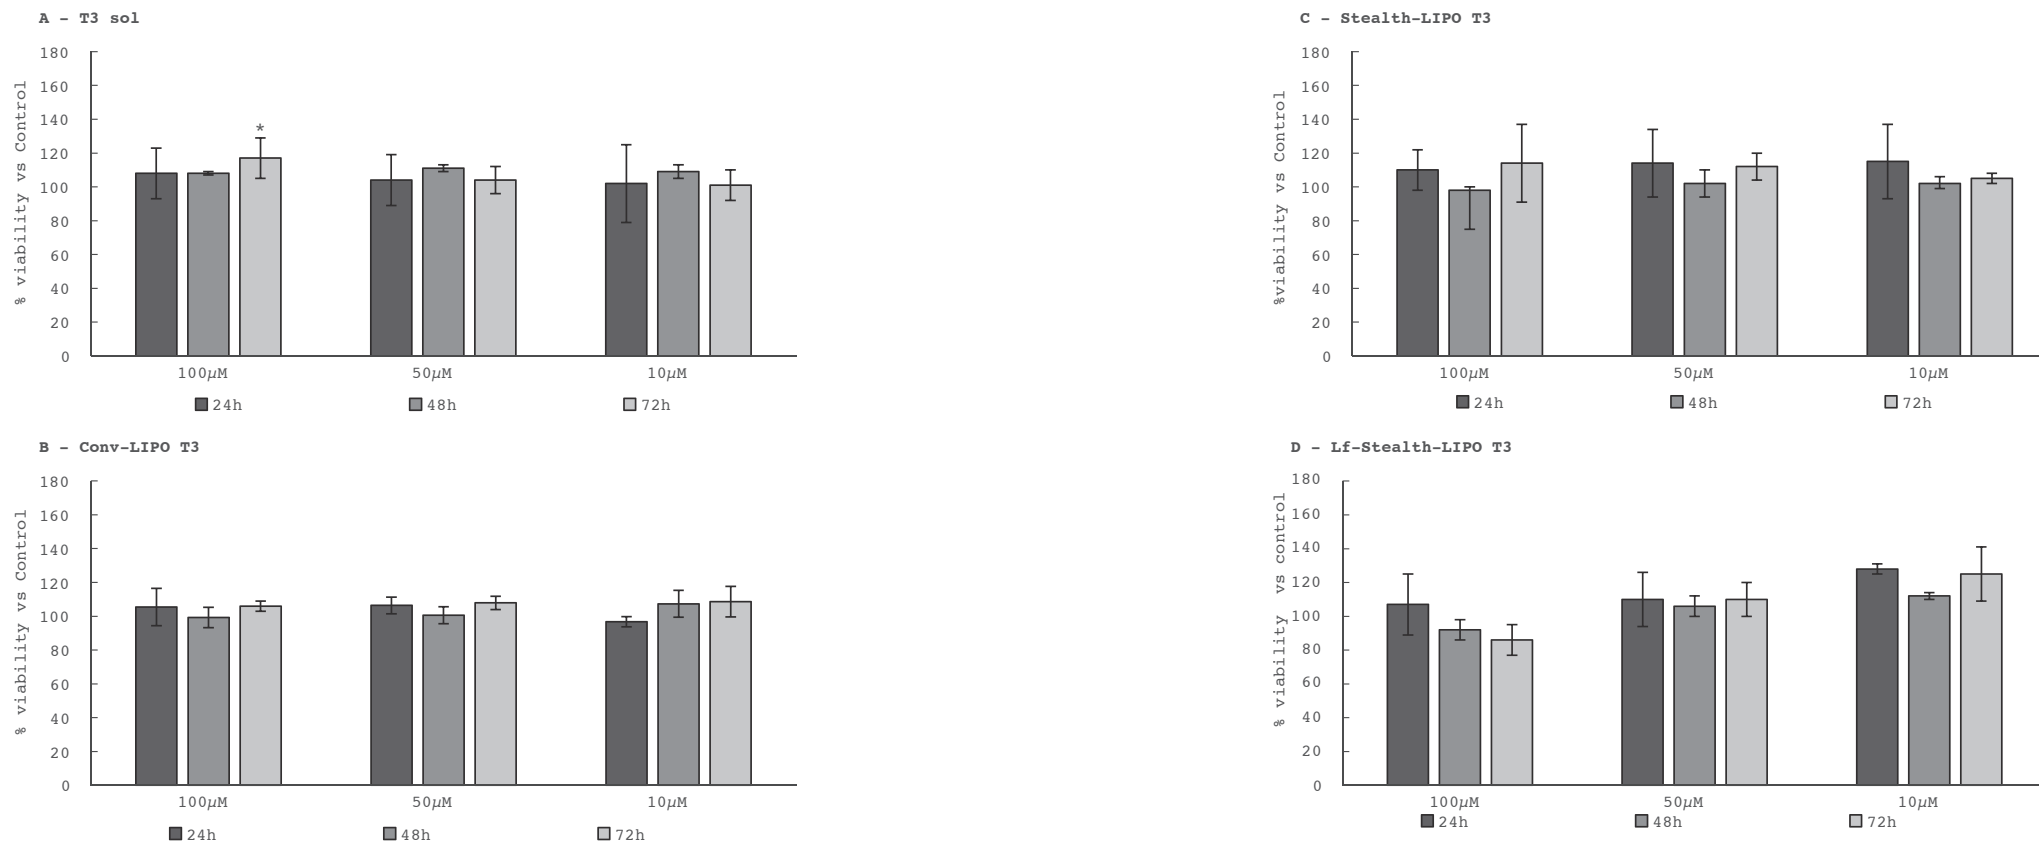 A – T3 sol
% viability vs Control
180
160
140
120
100
80
60
40
20
0
*
100µM
50µM
10µM
24h
48h
72h
C – Stealth–LIPO T3
%viability vs Control
180
160
140
120
100
80
60
40
20
0
100µM
50µM
10µM
24h
48h
72h
B – Conv–LIPO T3
% viability vs Control
180
160
140
120
100
80
60
40
20
0
100µM
50µM
10µM
24h
48h
72h
D – Lf–Stealth–LIPO T3
% viability vs control
180
160
140
120
100
80
60
40
20
0
100µM
50µM
10µM
24h
48h
72h